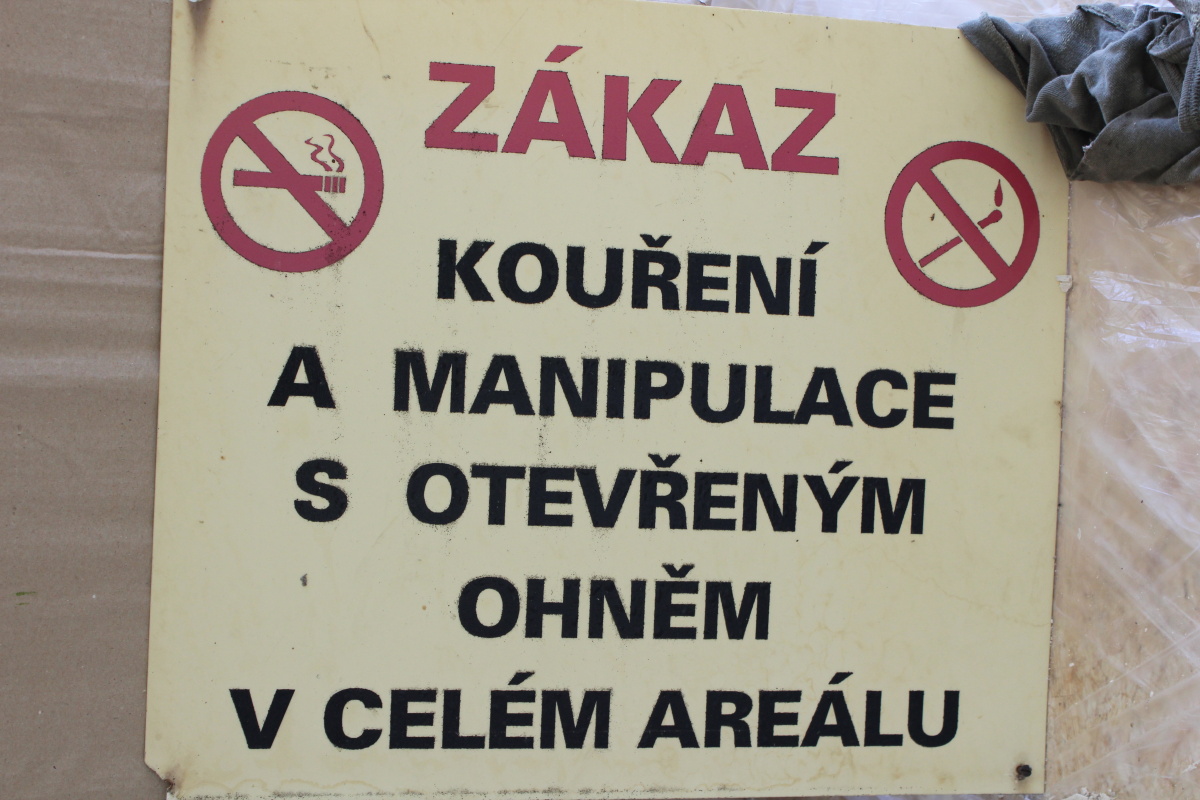 ZÁKAZ
KOUŘENÍ
A MANIPULACE
S OTEVŘENÝM
OHNĚM
V CELÉM AREÁLU